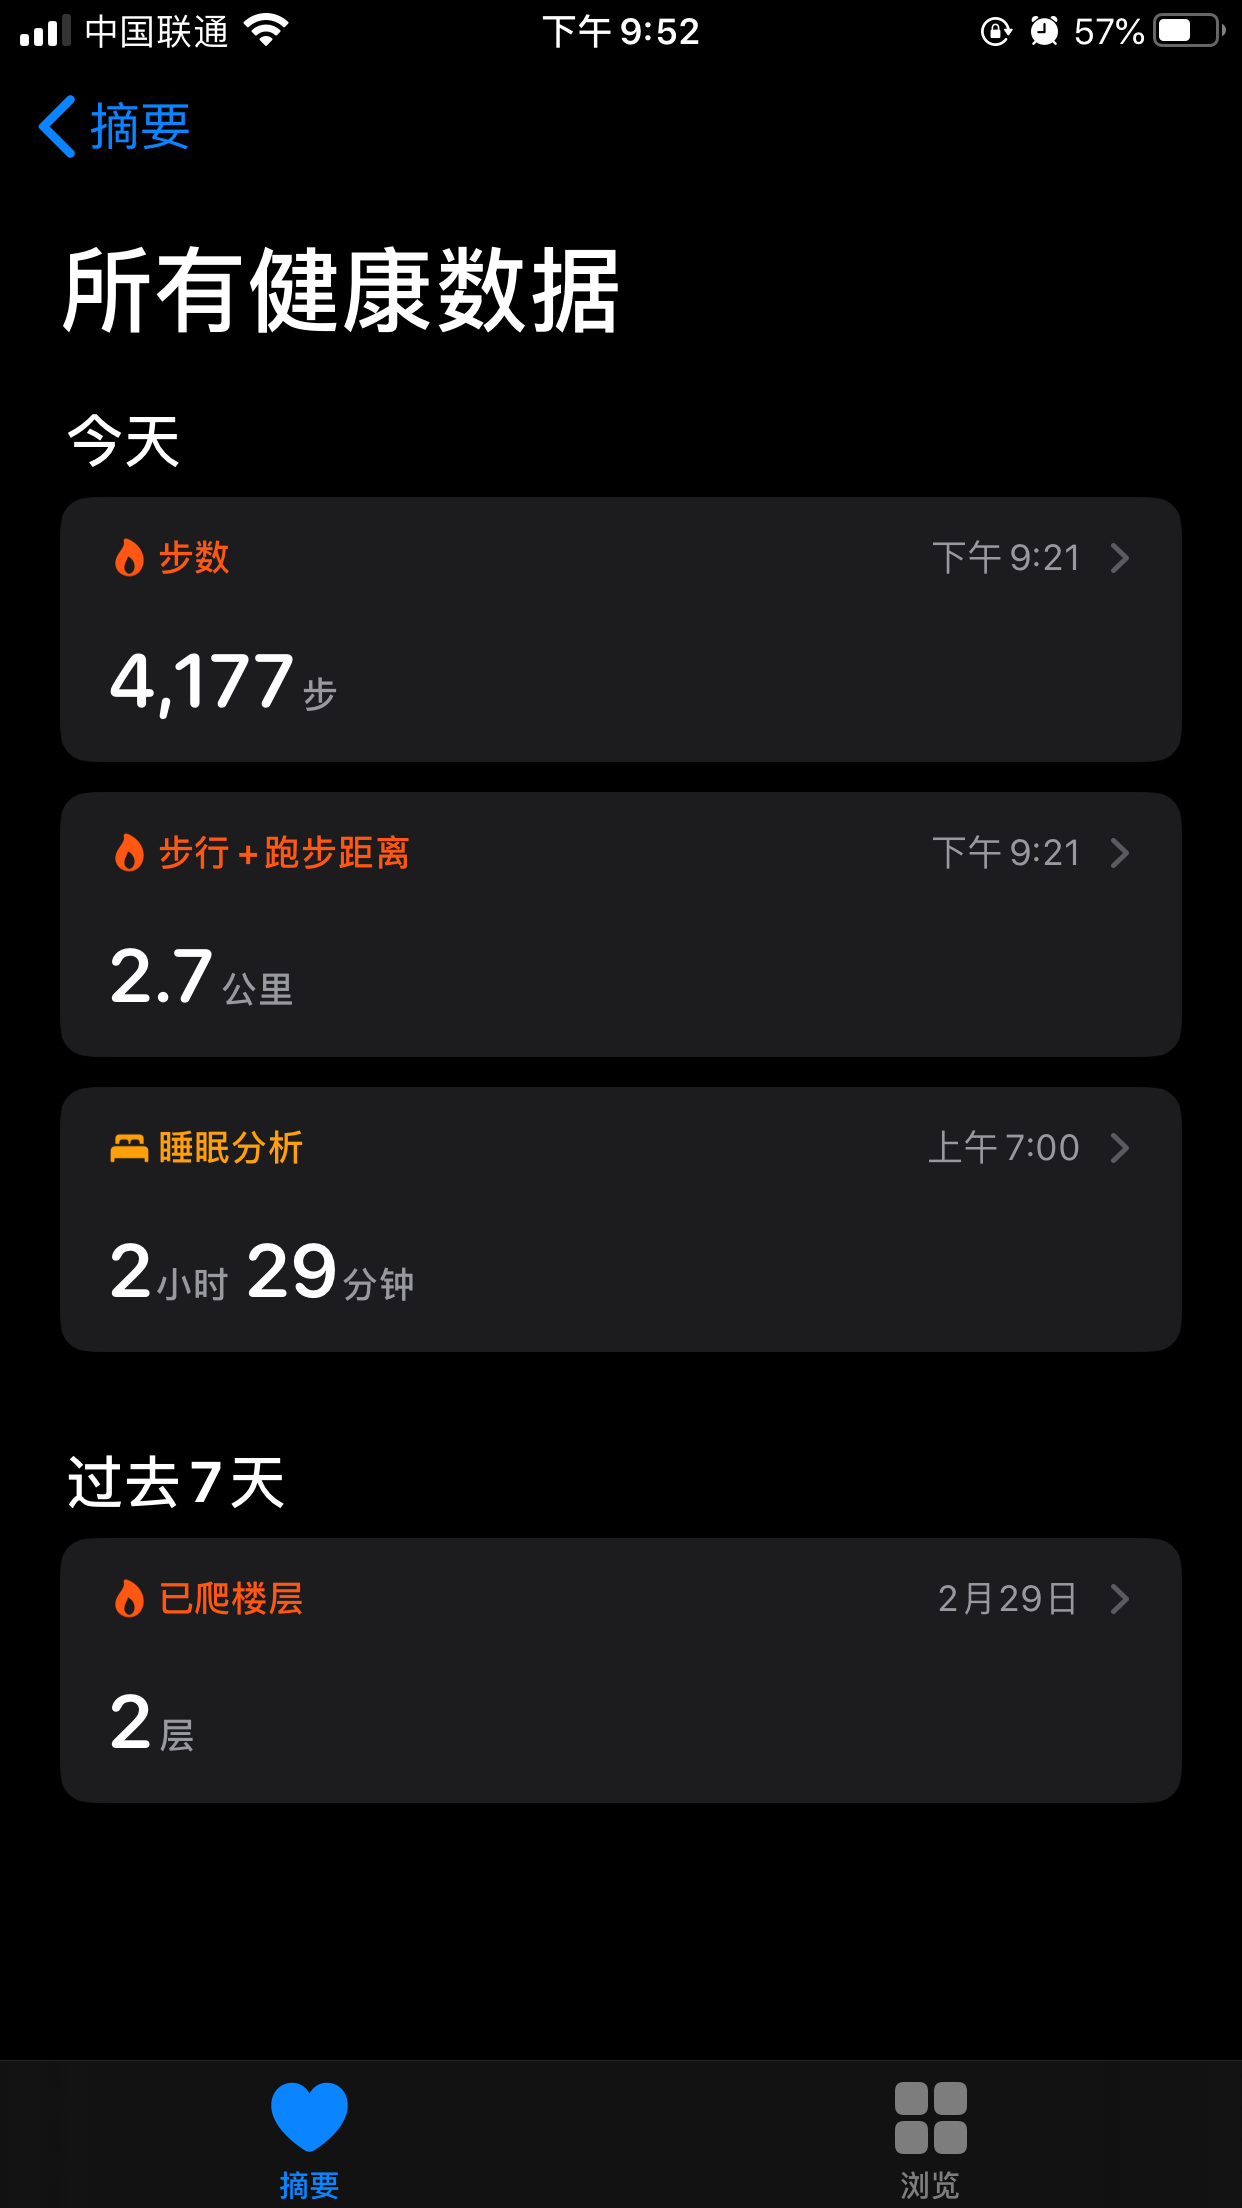 中国联通 下午 9:52 57%
摘要
所有健康数据
今天
步数 下午 9:21
4,177 步
步行 + 跑步距离 下午 9:21
2.7 公里
睡眠分析 上午 7:00
2 小时 29 分钟
过去 7 天
已爬楼层 2月29日
2 层
摘要 浏览